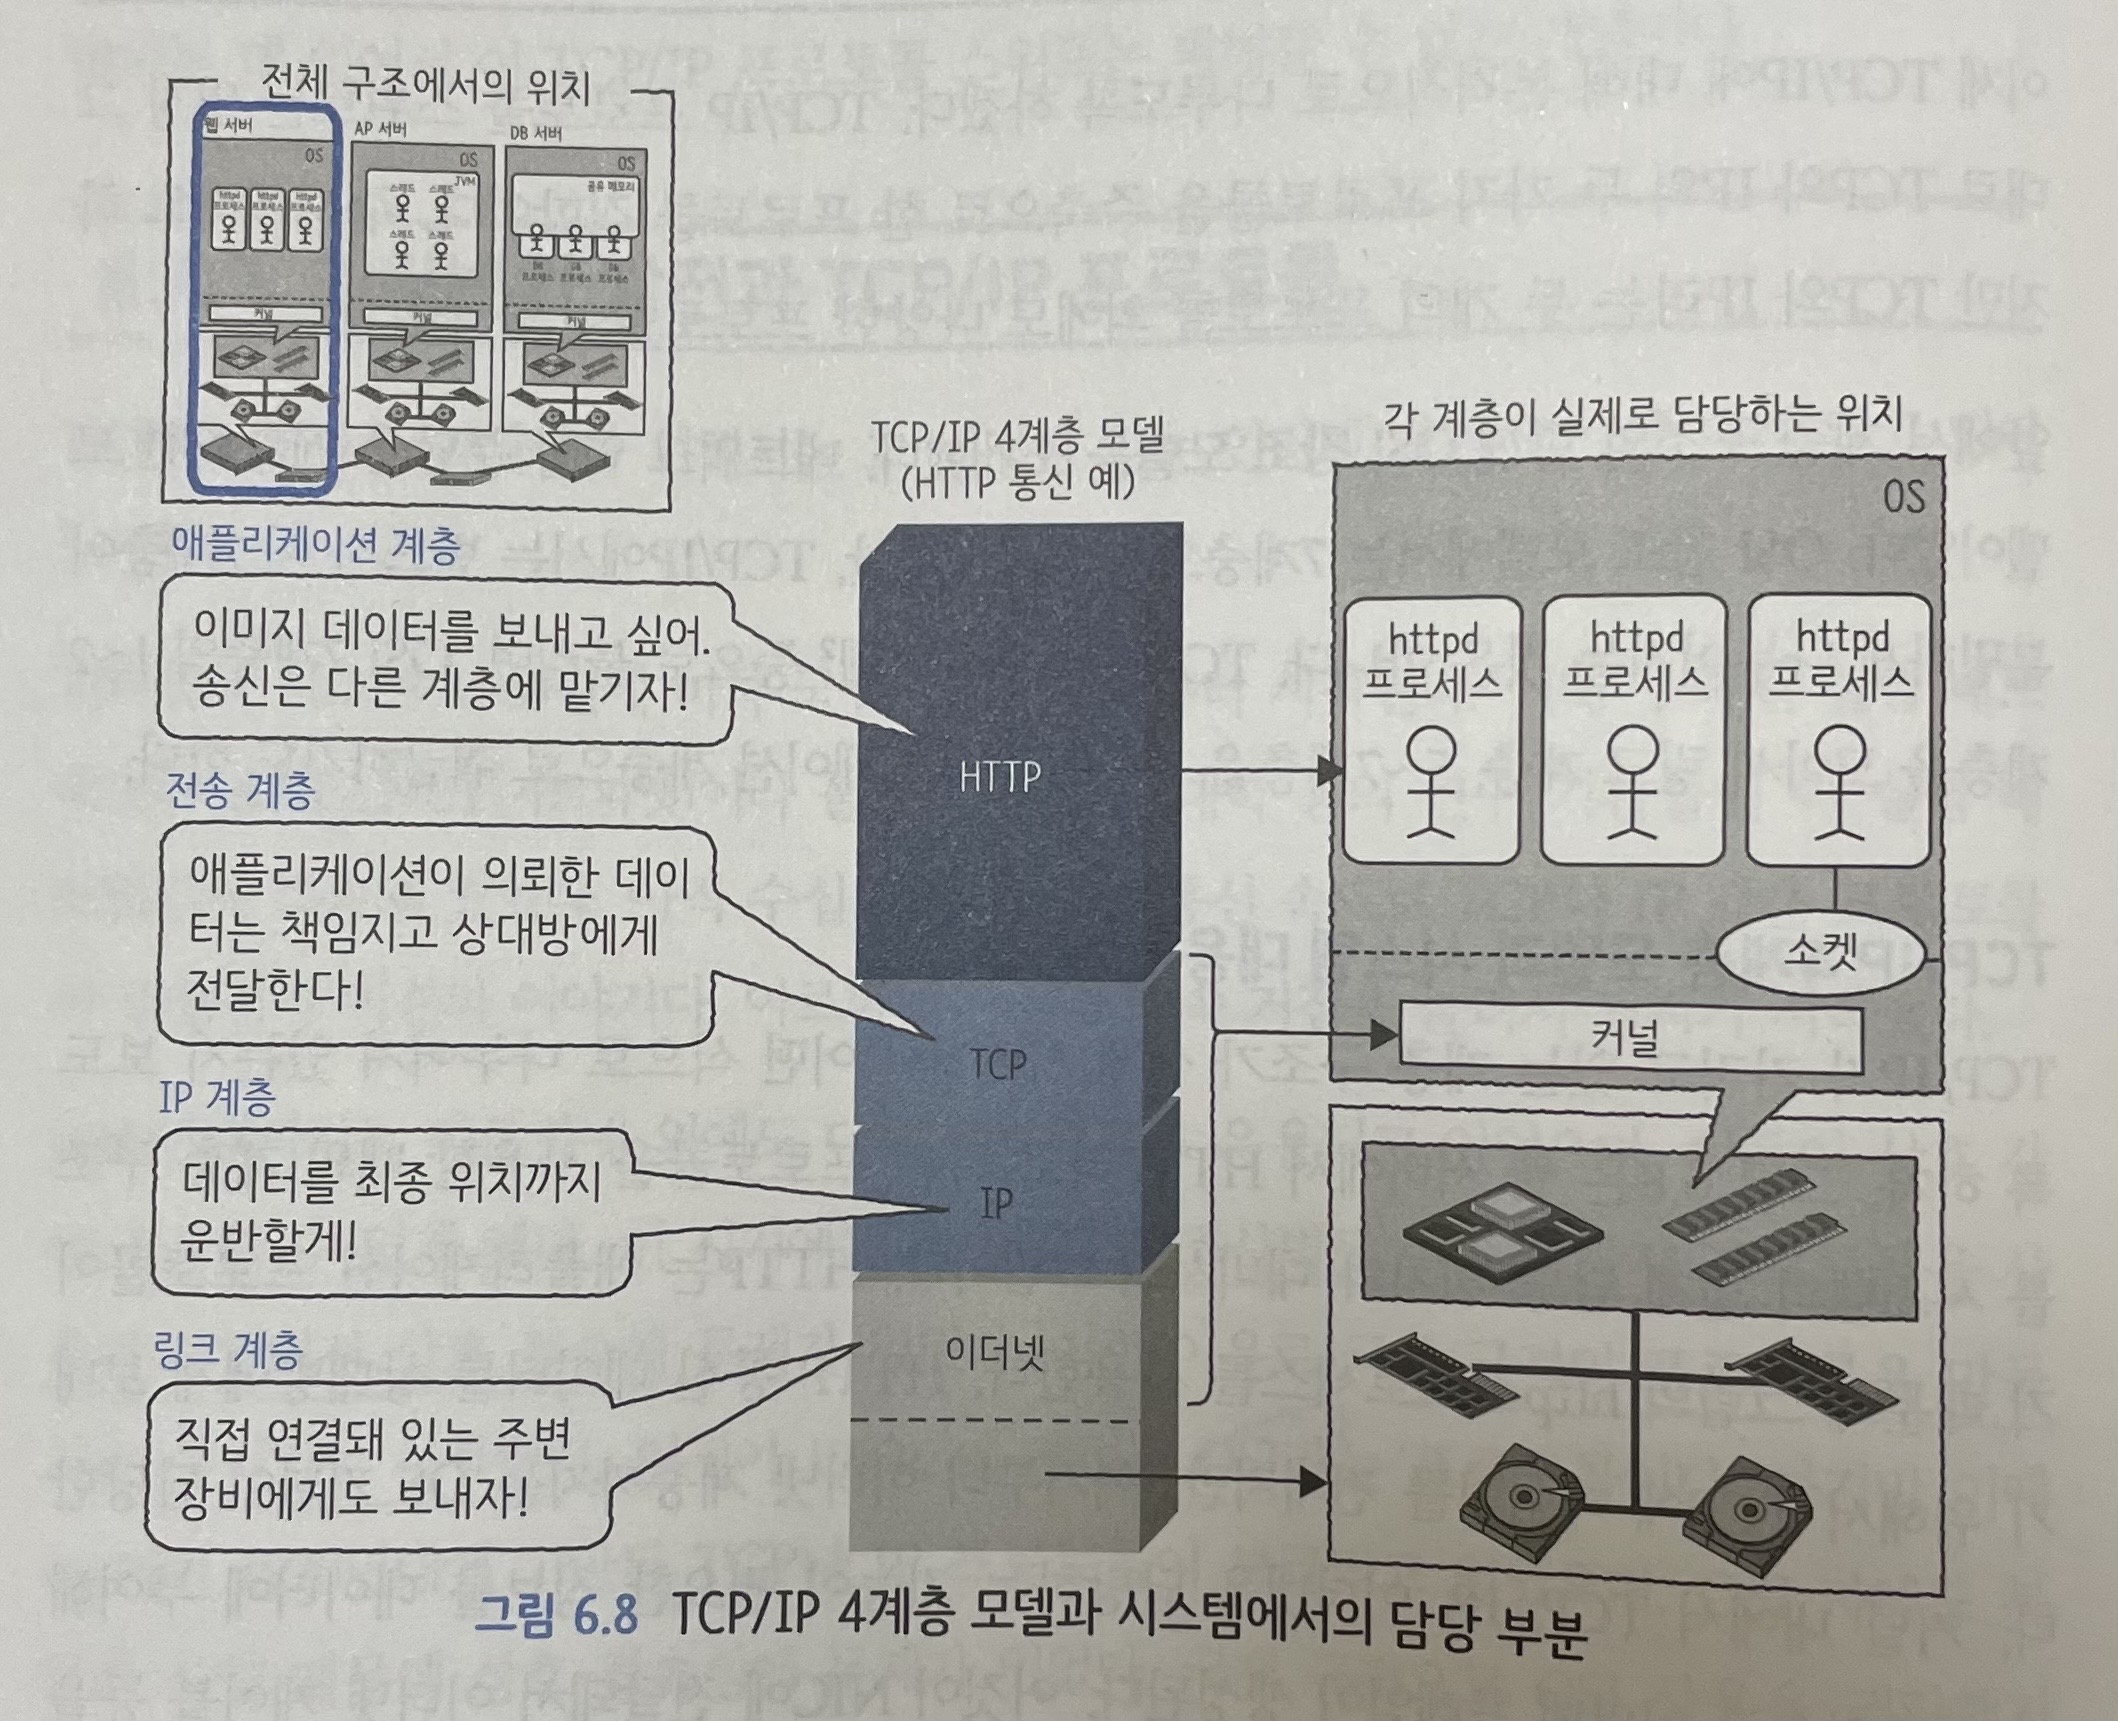 전체 구조에서의 위치
웹 서버
AP 서버
DB 서버
OS
OS
OS
httpd
프로세스
httpd
프로세스
httpd
프로세스
JVM
스레드
스레드
스레드
스레드
공유 메모리
DB
프로세스
DB
프로세스
DB
프로세스
커널
커널
커널
TCP/IP 4계층 모델
(HTTP 통신 예)
각 계층이 실제로 담당하는 위치
애플리케이션 계층
이미지 데이터를 보내고 싶어.
송신은 다른 계층에 맡기자!
전송 계층
애플리케이션이 의뢰한 데이
터는 책임지고 상대방에게
전달한다!
IP 계층
데이터를 최종 위치까지
운반할게!
링크 계층
직접 연결돼 있는 주변
장비에게도 보내자!
HTTP
TCP
IP
이더넷
OS
httpd
프로세스
httpd
프로세스
httpd
프로세스
소켓
커널
그림 6.8 TCP/IP 4계층 모델과 시스템에서의 담당 부분